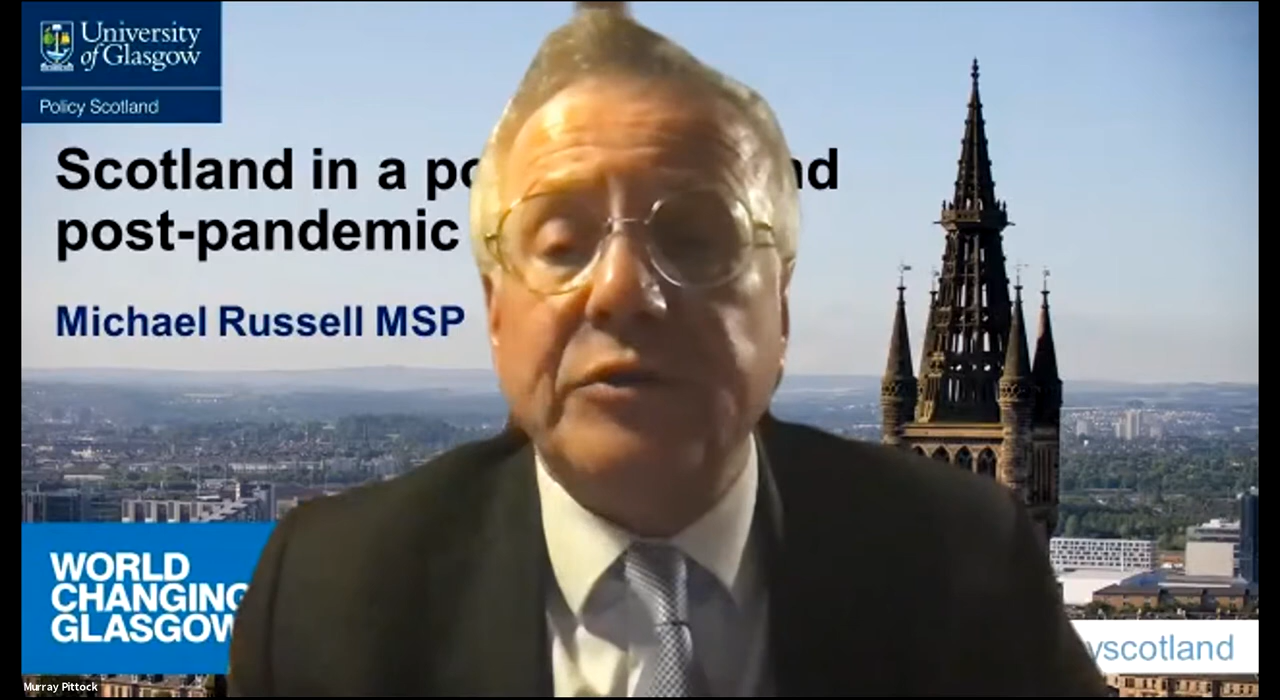 University
of Glasgow
Policy Scotland
Scotland in a po nd
post-pandemic
Michael Russell MSP
WORLD
CHANGING
GLASGOW
yscotland
Murray Pittock